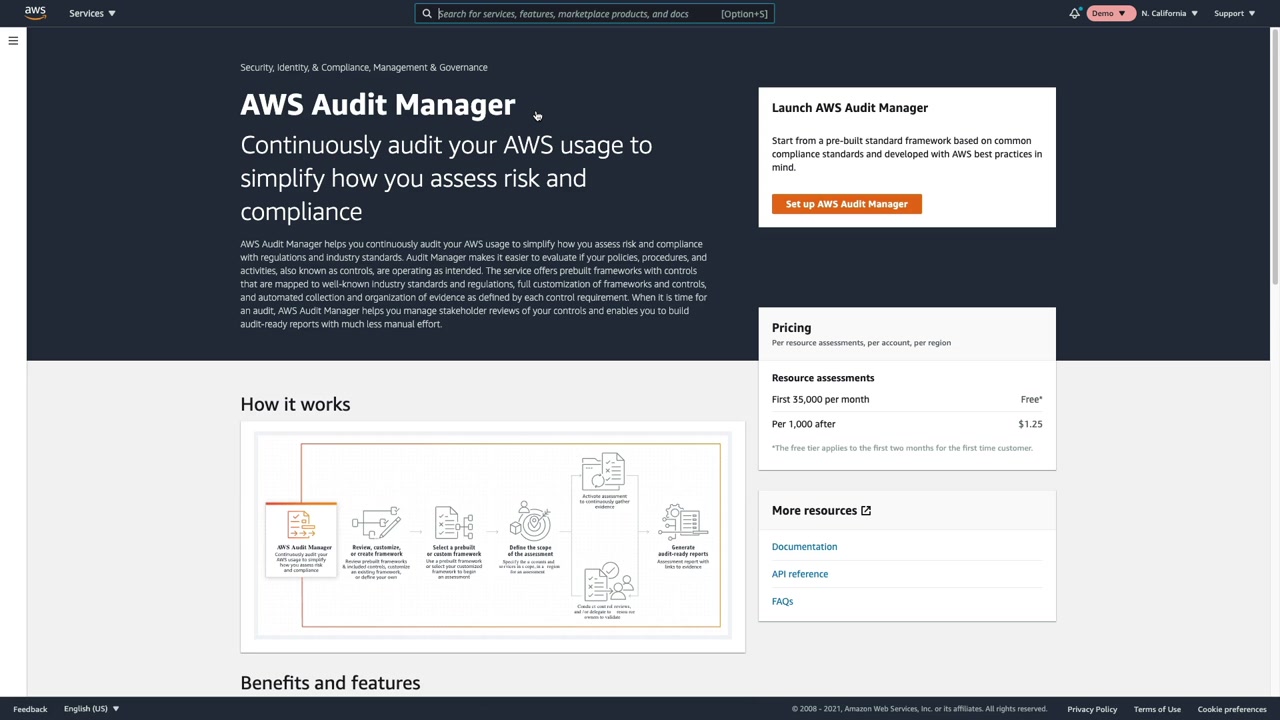 aws
Services
Search for services, features, marketplace products, and docs
[Option+S]
Demo
N. California
Support
Security, Identity, & Compliance, Management & Governance
AWS Audit Manager
Continuously audit your AWS usage to
simplify how you assess risk and
compliance
AWS Audit Manager helps you continuously audit your AWS usage to simplify how you assess risk and compliance
with regulations and industry standards. Audit Manager makes it easier to evaluate if your policies, procedures, and
activities, also known as controls, are operating as intended. The service offers prebuilt frameworks with controls
that are mapped to well-known industry standards and regulations, full customization of frameworks and controls,
and automated collection and organization of evidence as defined by each control requirement. When it is time for
an audit, AWS Audit Manager helps you manage stakeholder reviews of your controls and enables you to build
audit-ready reports with much less manual effort.
Launch AWS Audit Manager
Start from a pre-built standard framework based on common
compliance standards and developed with AWS best practices in
mind.
Set up AWS Audit Manager
Pricing
Per resource assessments, per account, per region
Resource assessments
First 35,000 per month
Free*
Per 1,000 after
$1.25
*The free tier applies to the first two months for the first time customer.
More resources
Documentation
API reference
FAQs
How it works
AWS Audit Manager
Continuously audit your
AWS usage to simplify
how you assess risk
and compliance
Review, customize,
or create framework
Review prebuilt frameworks
& included controls, customize
an existing framework,
or define your own
Select a prebuilt
or custom framework
Use a prebuilt framework
or select your customized
framework to begin
an assessment
Define the scope
of the assessment
Specify the accounts and
services in scope,
for an assessment
Activate assessment
to continuously gather
evidence
Conduct control reviews,
and
owners to validate
Generate
audit-ready reports
Assessment report with
links to evidence
Benefits and features
Feedback
English (US)
© 2008 - 2021, Amazon Web Services, Inc. or its affiliates. All rights reserved.
Privacy Policy
Terms of Use
Cookie preferences